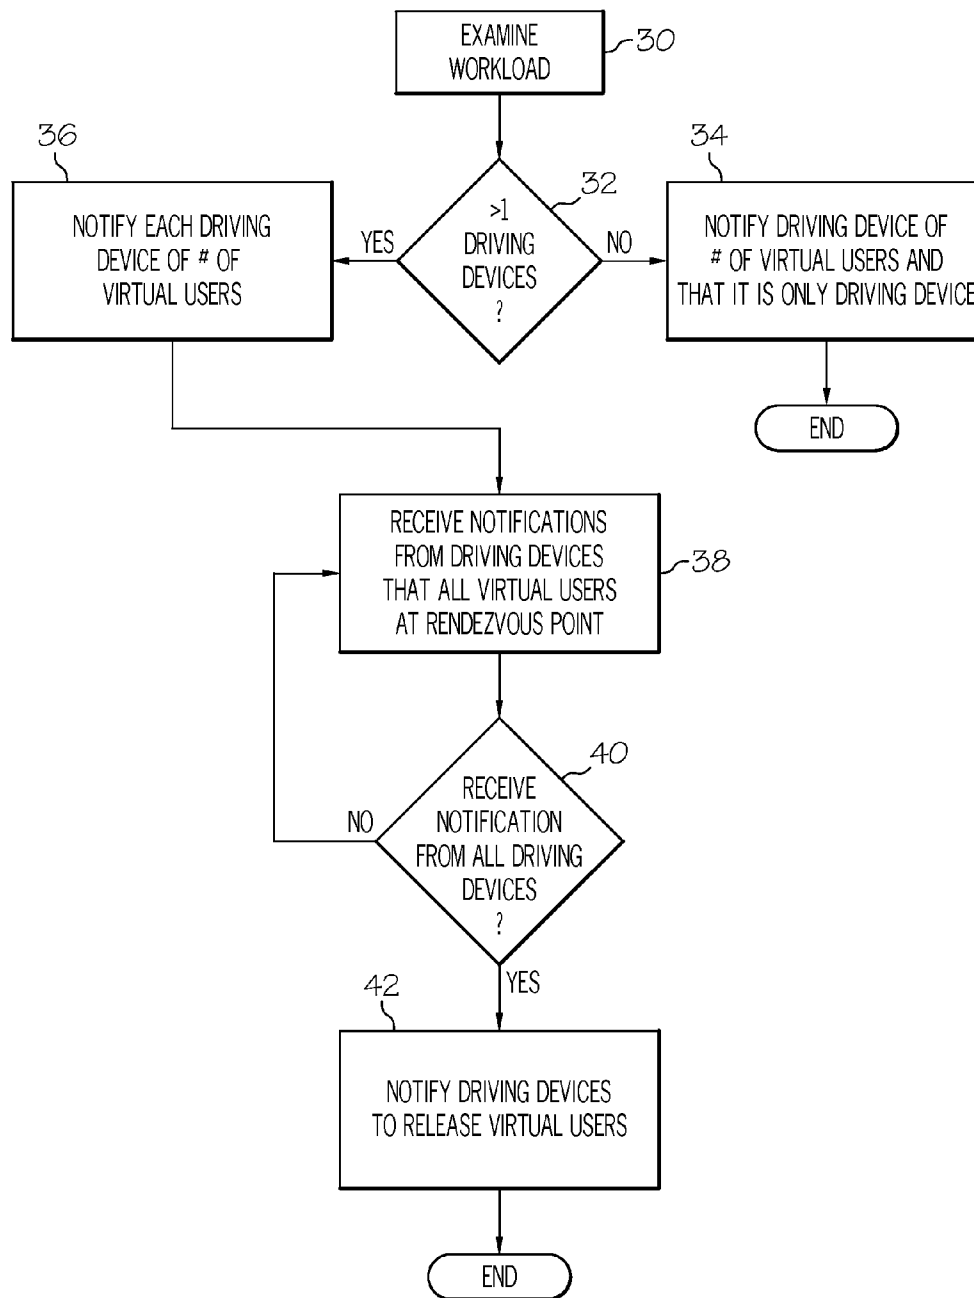 EXAMINE
WORKLOAD
30
36
34
32
>1
DRIVING
DEVICES
?
YES
NO
NOTIFY EACH DRIVING
DEVICE OF # OF
VIRTUAL USERS
NOTIFY DRIVING DEVICE OF
# OF VIRTUAL USERS AND
THAT IT IS ONLY DRIVING DEVICE
END
RECEIVE NOTIFICATIONS
FROM DRIVING DEVICES
THAT ALL VIRTUAL USERS
AT RENDEZVOUS POINT
38
40
RECEIVE
NOTIFICATION
FROM ALL DRIVING
DEVICES
?
NO
YES
42
NOTIFY DRIVING DEVICES
TO RELEASE VIRTUAL USERS
END